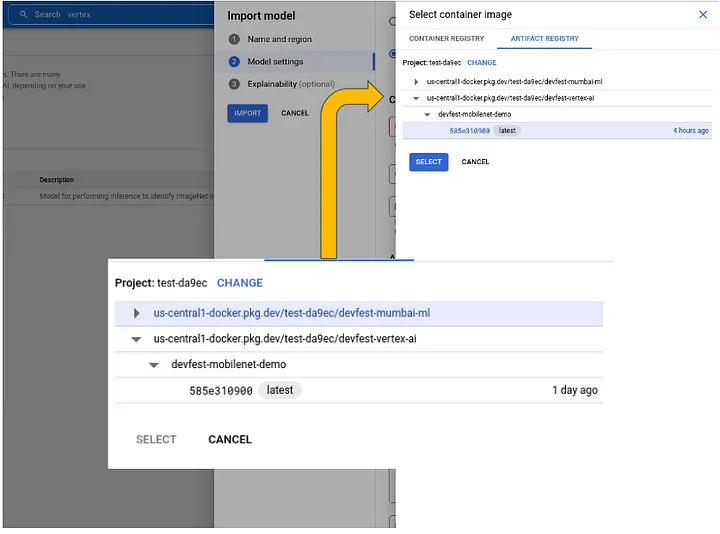 Search vertex
s. There are many
AI, depending on your use
Description
Model for performing inference to identify ImageNet o
Import model
1 Name and region
2 Model settings
3 Explainability (optional)
IMPORT CANCEL
Select container image
CONTAINER REGISTRY ARTIFACT REGISTRY
Project: test-da9ec CHANGE
us-central1-docker.pkg.dev/test-da9ec/devfest-mumbai-ml
us-central1-docker.pkg.dev/test-da9ec/devfest-vertex-ai
devfest-mobilenet-demo
585e310900 latest 4 hours ago
SELECT CANCEL
Project: test-da9ec CHANGE
us-central1-docker.pkg.dev/test-da9ec/devfest-mumbai-ml
us-central1-docker.pkg.dev/test-da9ec/devfest-vertex-ai
devfest-mobilenet-demo
585e310900 latest 1 day ago
SELECT CANCEL